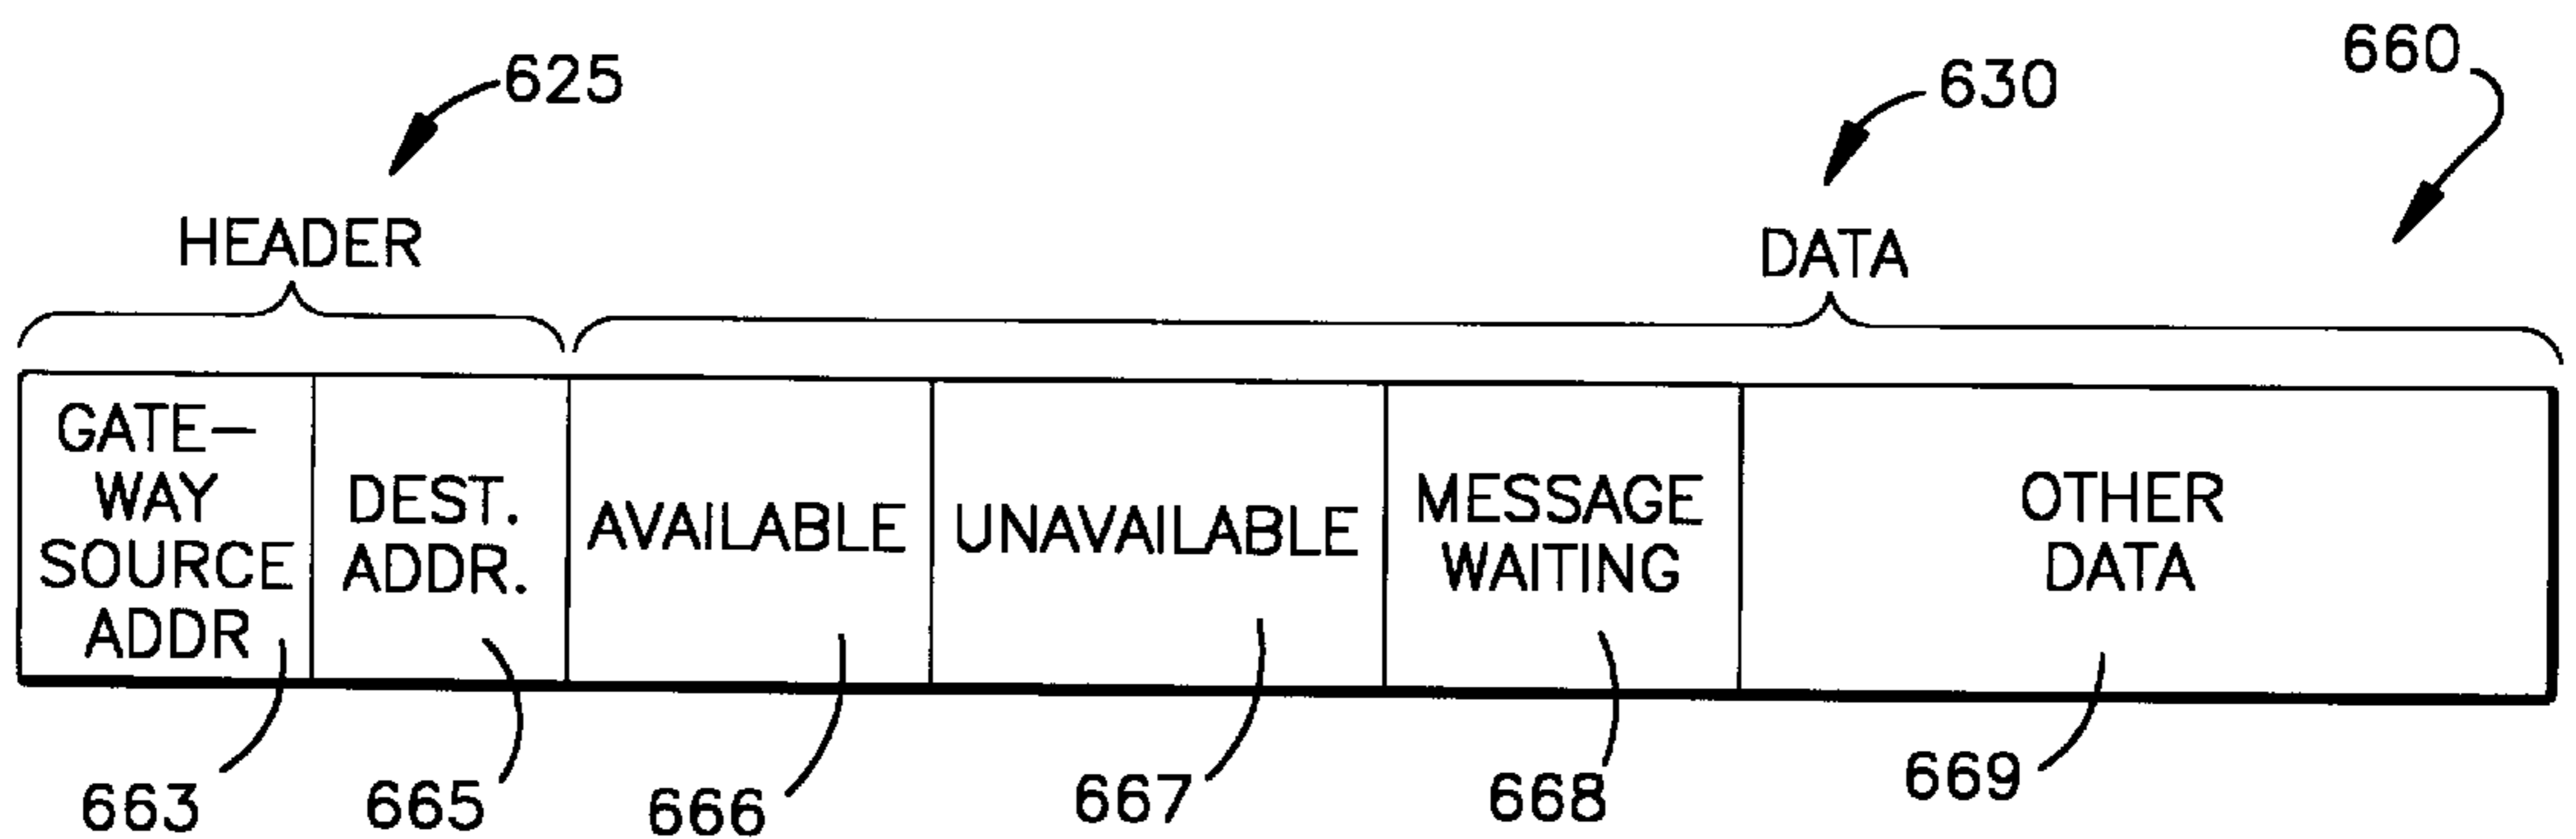 625
630
660
HEADER
DATA
GATE-
WAY
SOURCE
ADDR
DEST.
ADDR.
AVAILABLE
UNAVAILABLE
MESSAGE
WAITING
OTHER
DATA
663
665
666
667
668
669